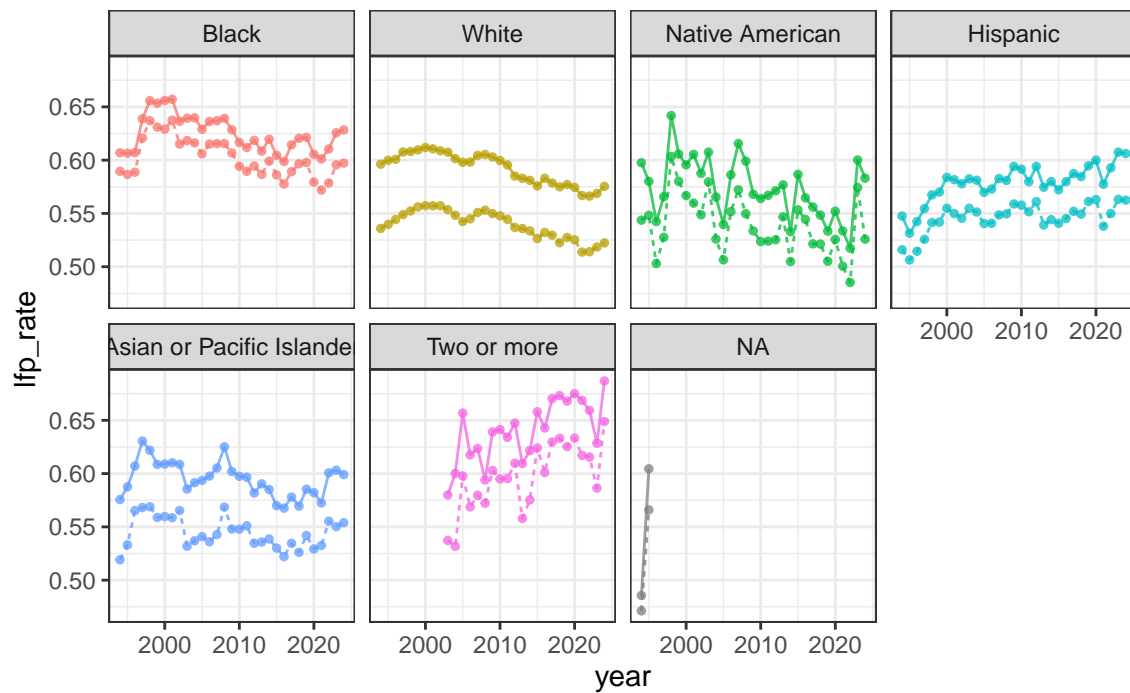 Black White Native American Hispanic
0.65
0.60
0.55
0.50
2000 2010 2020
Asian or Pacific Islander Two or more NA
0.65
0.60
0.55
0.50
2000 2010 2020 2000 2010 2020 2000 2010 2020
year
lfp_rate